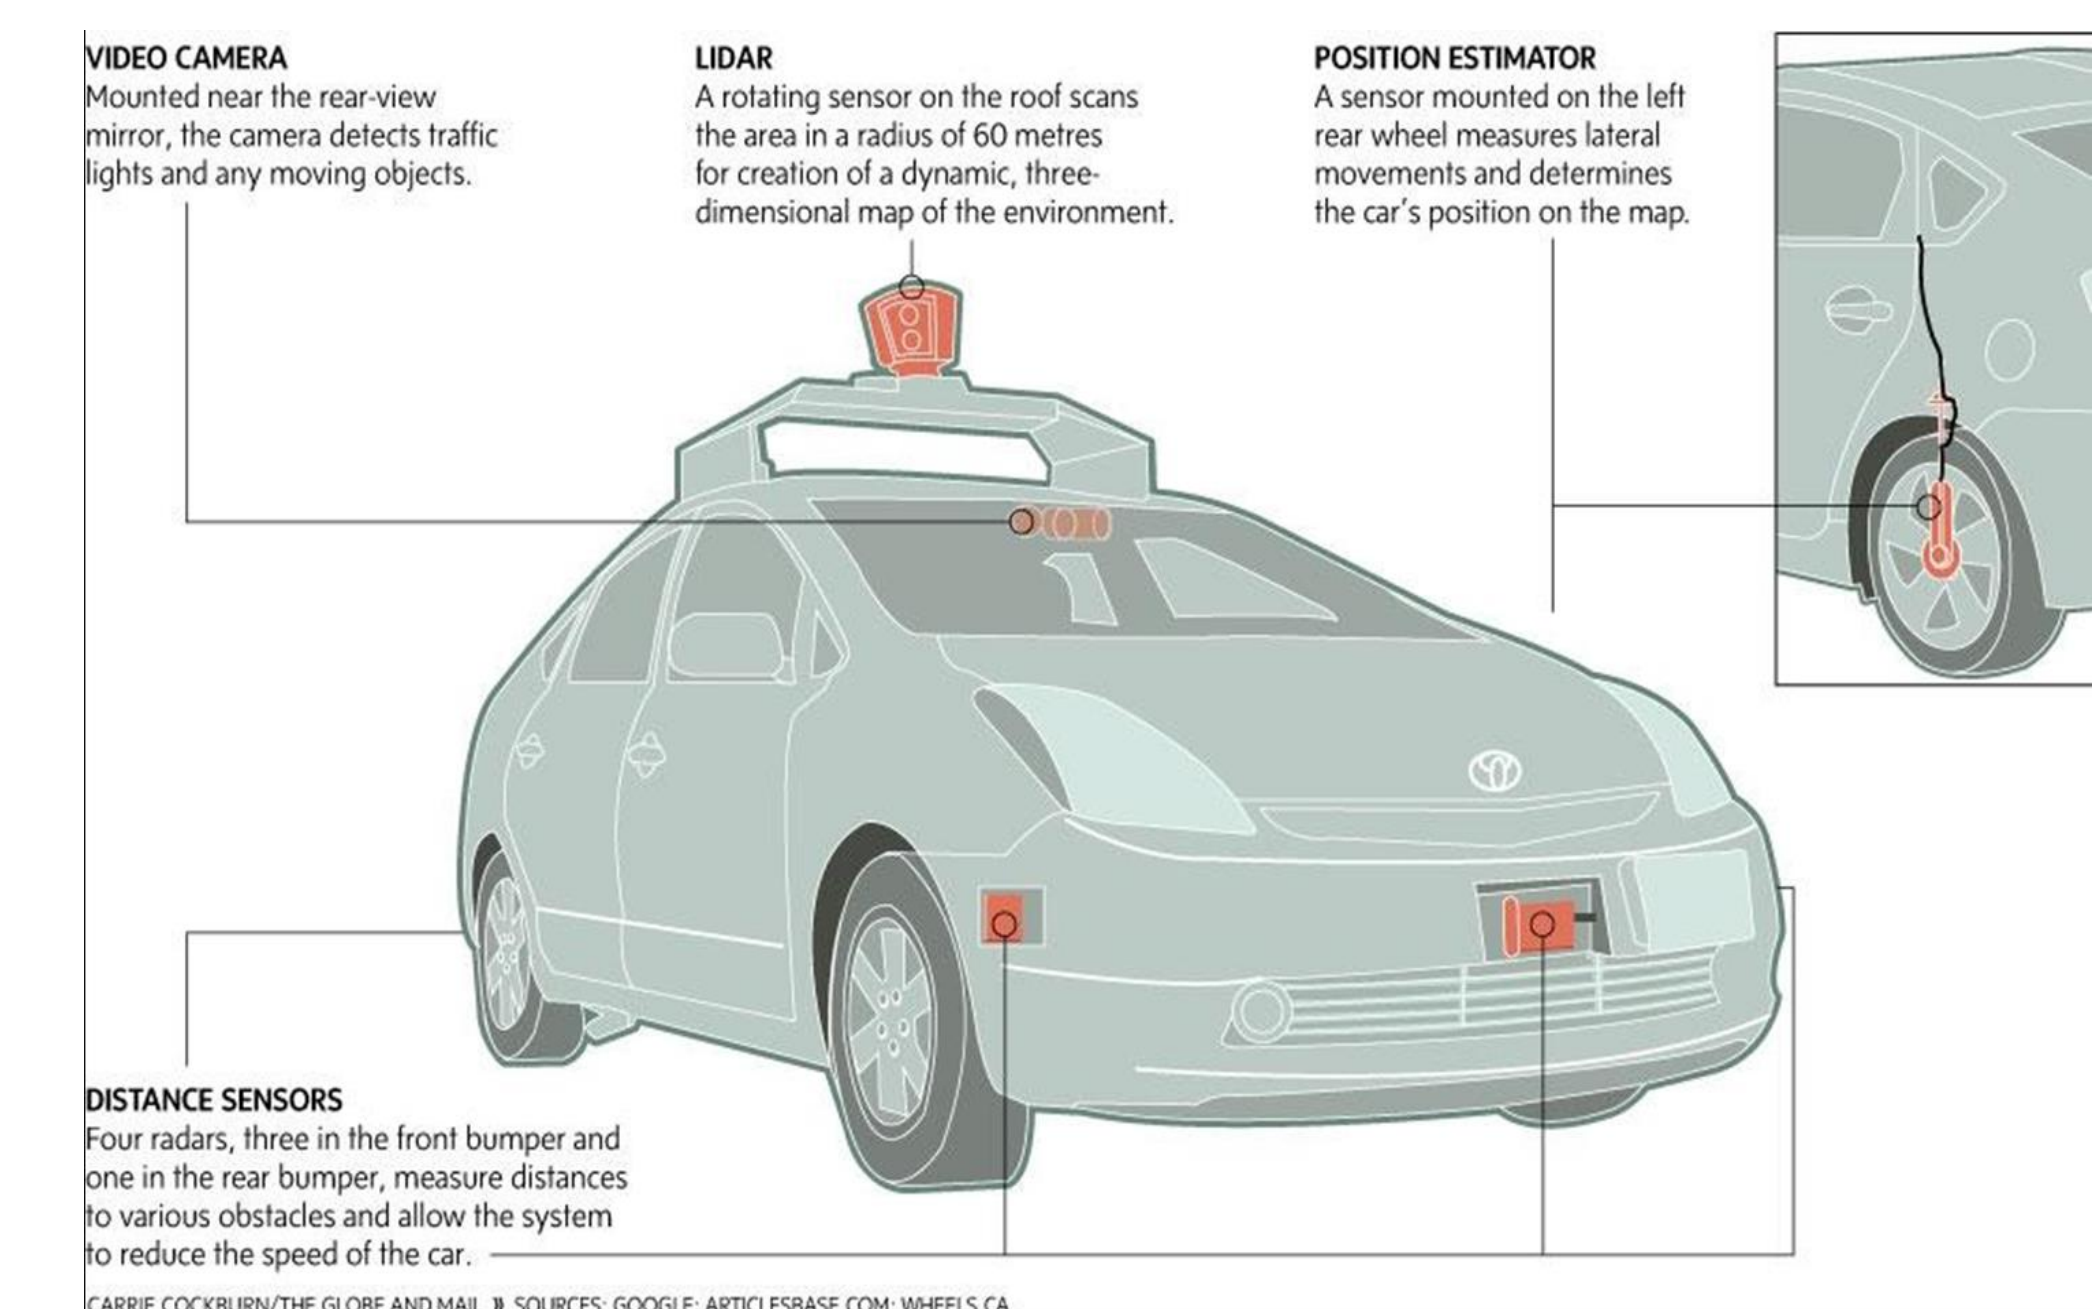 VIDEO CAMERA
Mounted near the rear-view
mirror, the camera detects traffic
lights and any moving objects.
LIDAR
A rotating sensor on the roof scans
the area in a radius of 60 metres
for creation of a dynamic, three-
dimensional map of the environment.
POSITION ESTIMATOR
A sensor mounted on the left
rear wheel measures lateral
movements and determines
the car's position on the map.
DISTANCE SENSORS
Four radars, three in the front bumper and
one in the rear bumper, measure distances
to various obstacles and allow the system
to reduce the speed of the car.
CARRIE COCKBURN/THE GLOBE AND MAIL » SOURCES: GOOGLE; ARTICLESBASE.COM; WHEELS.CA